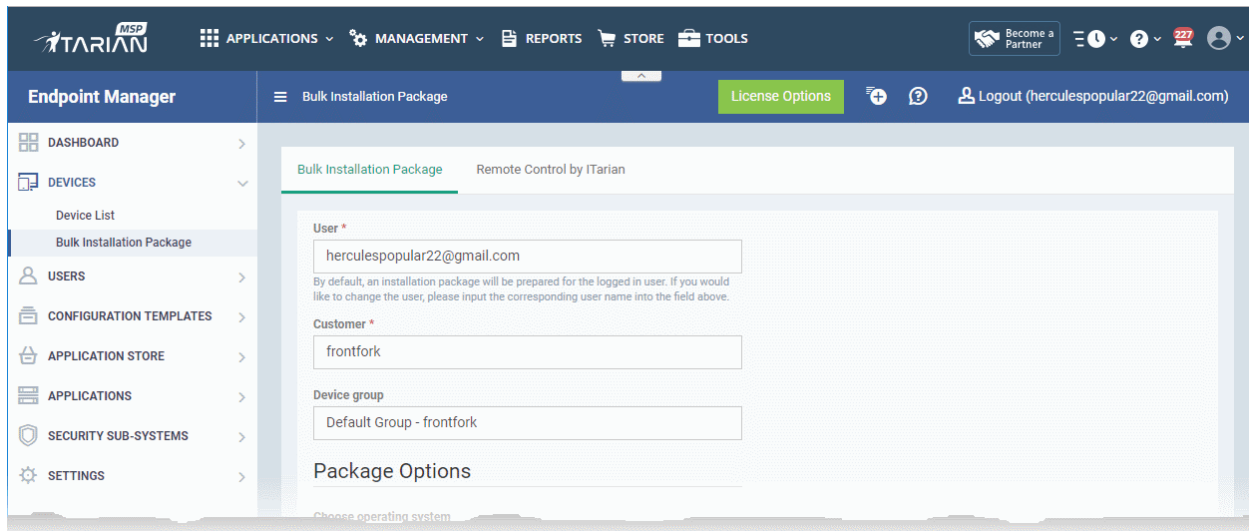 MSP
ITARIAN
APPLICATIONS
MANAGEMENT
REPORTS
STORE
TOOLS
Become a
Partner
227
Endpoint Manager
Bulk Installation Package
License Options
Logout (herculespopular22@gmail.com)
DASHBOARD
DEVICES
Device List
Bulk Installation Package
USERS
CONFIGURATION TEMPLATES
APPLICATION STORE
APPLICATIONS
SECURITY SUB-SYSTEMS
SETTINGS
Bulk Installation Package
Remote Control by ITarian
User *
herculespopular22@gmail.com
By default, an installation package will be prepared for the logged in user. If you would
like to change the user, please input the corresponding user name into the field above.
Customer *
frontfork
Device group
Default Group - frontfork
Package Options
Choose operating system